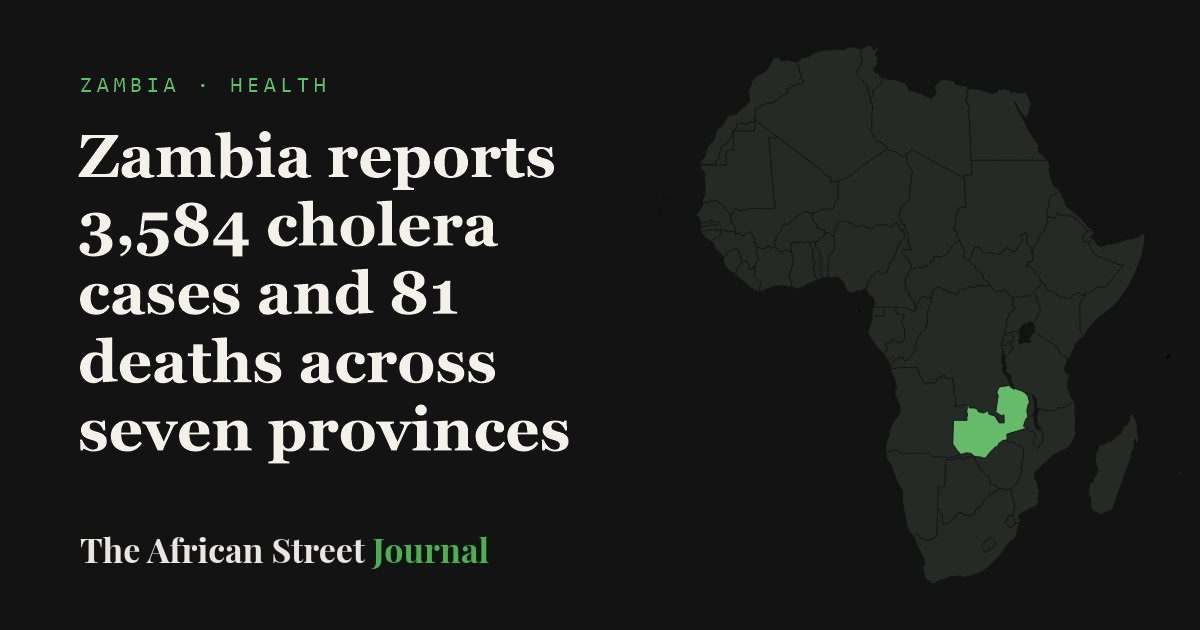 ZAMBIA · HEALTH
Zambia reports
3,584 cholera
cases and 81
deaths across
seven provinces
The African Street Journal